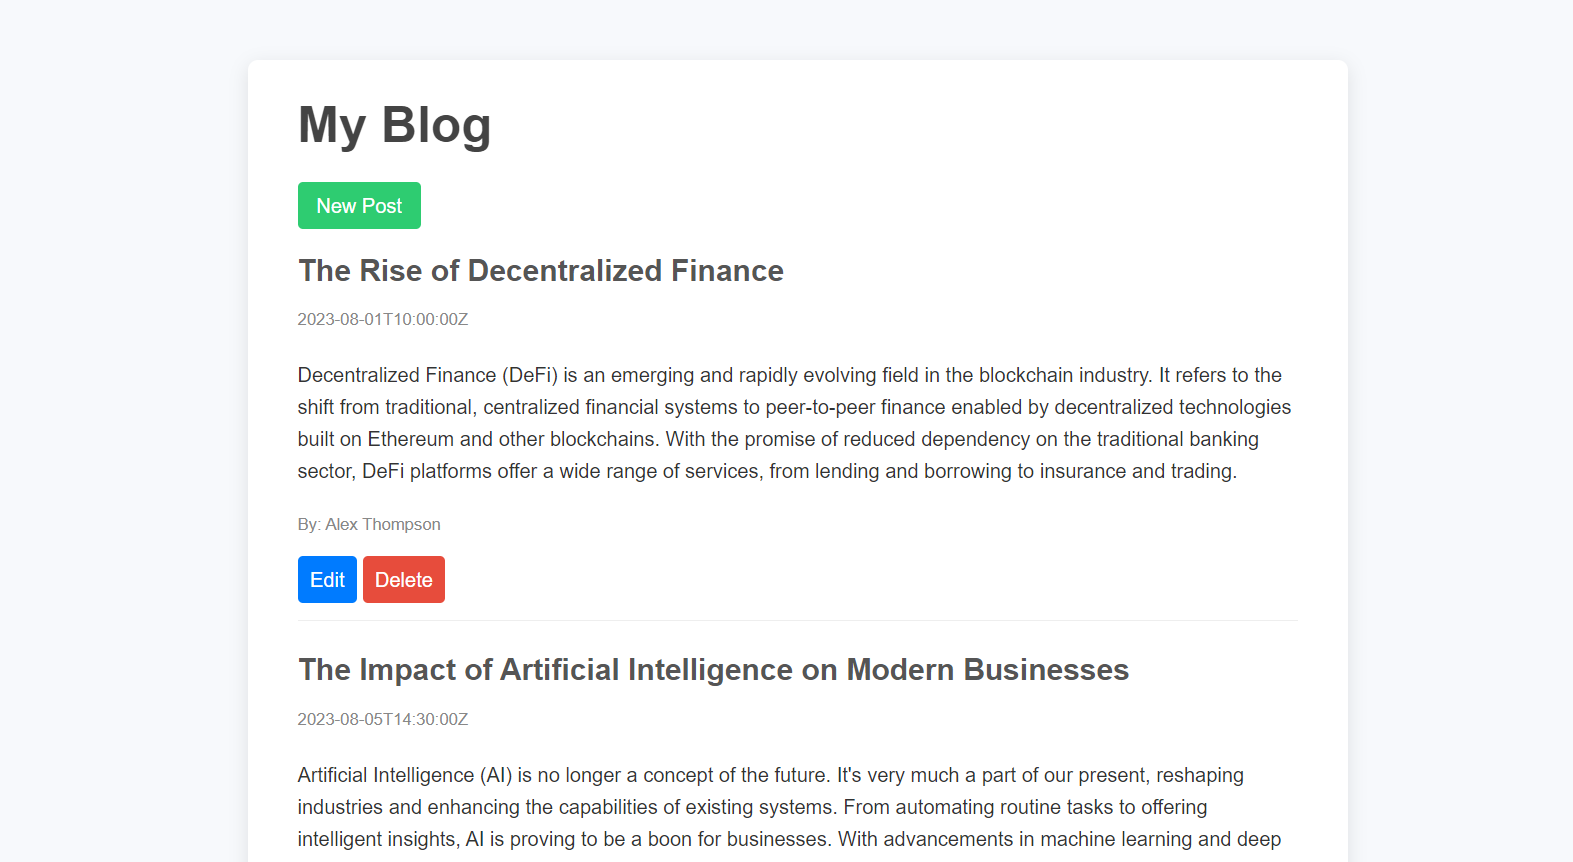 My Blog
New Post
The Rise of Decentralized Finance
2023-08-01T10:00:00Z
Decentralized Finance (DeFi) is an emerging and rapidly evolving field in the blockchain industry. It refers to the
shift from traditional, centralized financial systems to peer-to-peer finance enabled by decentralized technologies
built on Ethereum and other blockchains. With the promise of reduced dependency on the traditional banking
sector, DeFi platforms offer a wide range of services, from lending and borrowing to insurance and trading.
By: Alex Thompson
Edit Delete
The Impact of Artificial Intelligence on Modern Businesses
2023-08-05T14:30:00Z
Artificial Intelligence (AI) is no longer a concept of the future. It's very much a part of our present, reshaping
industries and enhancing the capabilities of existing systems. From automating routine tasks to offering
intelligent insights, AI is proving to be a boon for businesses. With advancements in machine learning and deep